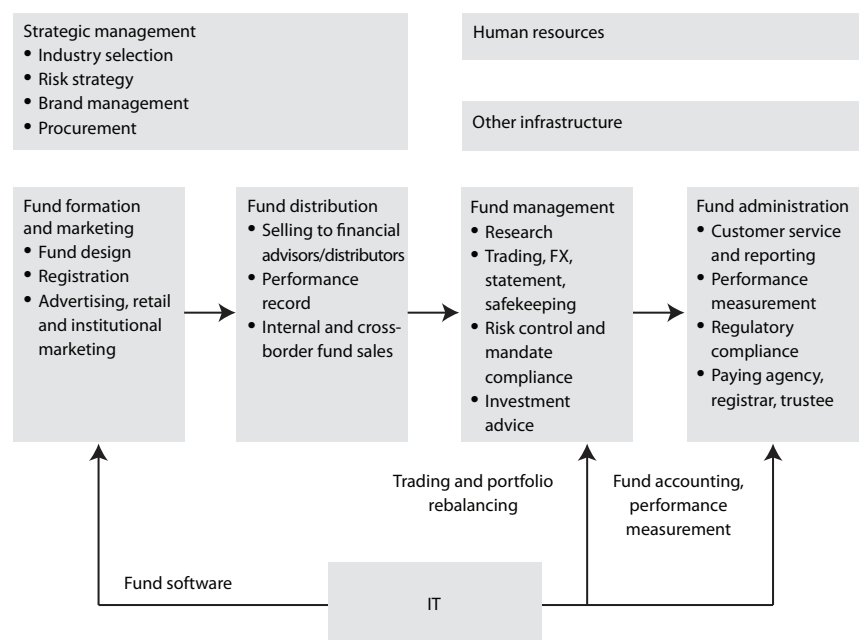 Strategic management
• Industry selection
• Risk strategy
• Brand management
• Procurement
Human resources
Other infrastructure
Fund formation
and marketing
• Fund design
• Registration
• Advertising, retail
and institutional
marketing
Fund distribution
• Selling to financial
advisors/distributors
• Performance
record
• Internal and cross-
border fund sales
Fund management
• Research
• Trading, FX,
statement,
safekeeping
• Risk control and
mandate
compliance
• Investment
advice
Fund administration
• Customer service
and reporting
• Performance
measurement
• Regulatory
compliance
• Paying agency,
registrar, trustee
Trading and portfolio
rebalancing
Fund accounting,
performance
measurement
Fund software
IT